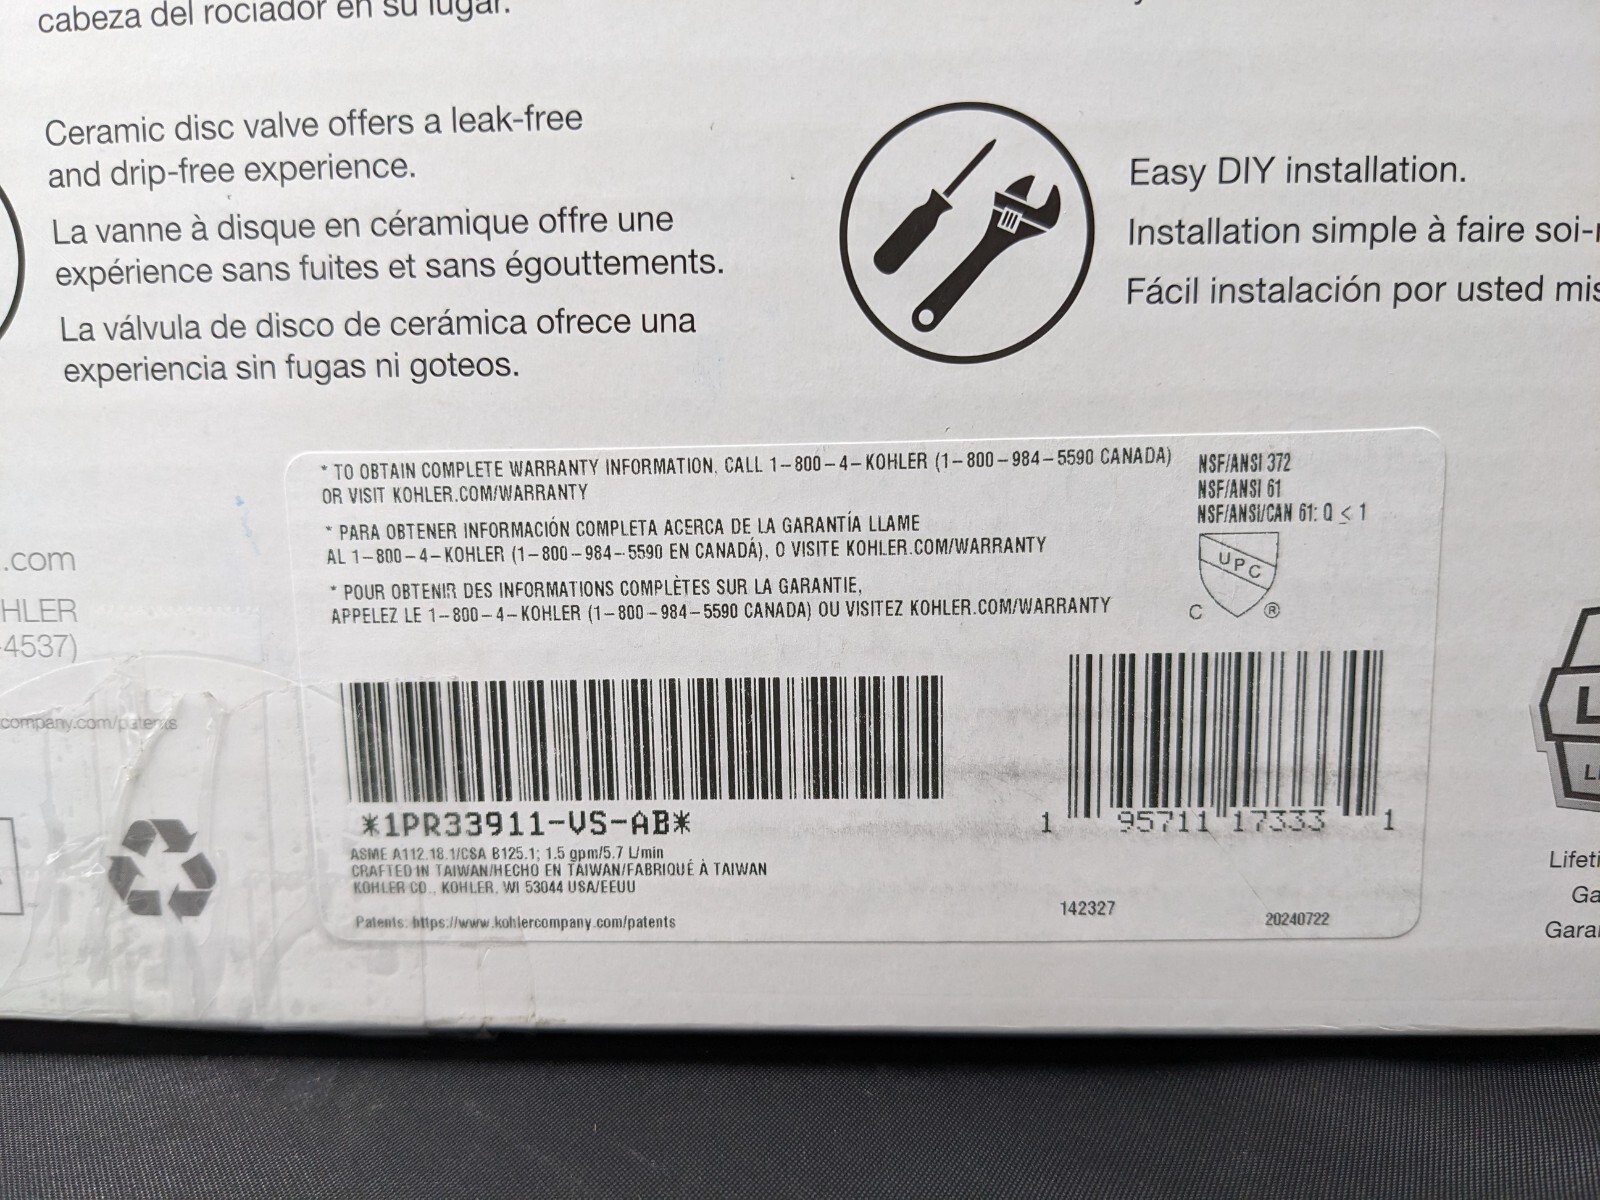 cabeza del rociador en su lugar.
Ceramic disc valve offers a leak-free
and drip-free experience.
La vanne à disque en céramique offre une
expérience sans fuites et sans égouttements.
La válvula de disco de cerámica ofrece una
experiencia sin fugas ni goteos.
Easy DIY installation.
Installation simple à faire soi-
Fácil instalación por usted mis
.com
HLER
-4537)
company.com/patents
* TO OBTAIN COMPLETE WARRANTY INFORMATION, CALL 1-800-4-KOHLER (1-800-984-5590 CANADA)
OR VISIT KOHLER.COM/WARRANTY
* PARA OBTENER INFORMACIÓN COMPLETA ACERCA DE LA GARANTÍA LLAME
AL 1-800-4-KOHLER (1-800-984-5590 EN CANADÁ), O VISITE KOHLER.COM/WARRANTY
* POUR OBTENIR DES INFORMATIONS COMPLÈTES SUR LA GARANTIE,
APPELEZ LE 1-800-4-KOHLER (1-800-984-5590 CANADA) OU VISITEZ KOHLER.COM/WARRANTY
NSF/ANSI 372
NSF/ANSI 61
NSF/ANSI/CAN 61: Q ≤ 1
UPC
C ®
*1PR33911-VS-AB*
1 95711 17333 1
ASME A112.18.1/CSA B125.1; 1.5 gpm/5.7 L/min
CRAFTED IN TAIWAN/HECHO EN TAIWAN/FABRIQUÉ À TAIWAN
KOHLER CO., KOHLER, WI 53044 USA/EEUU
Patents: https://www.kohlercompany.com/patents
142327
20240722
L
LI
Lifeti
Ga
Garan